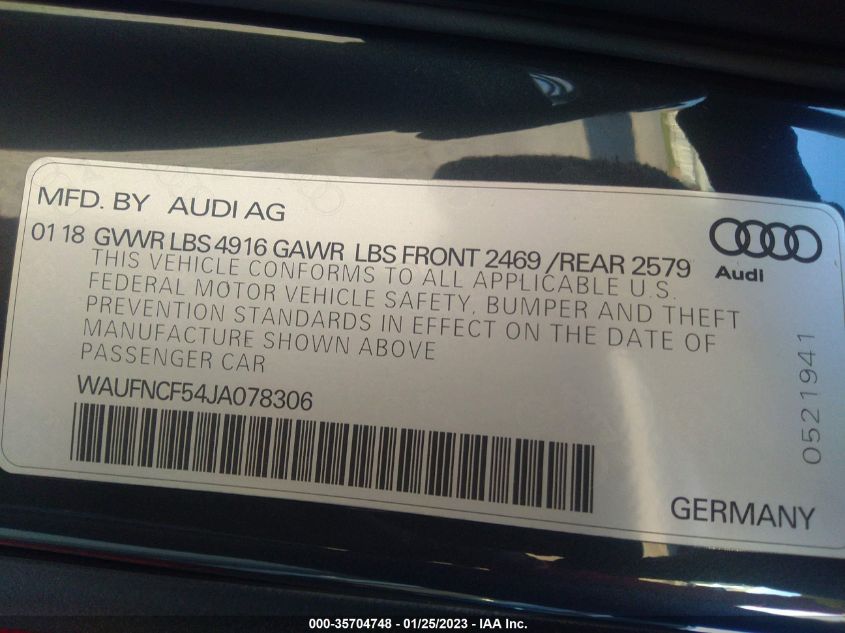 MFD. BY AUDI AG
01 18 GVWR LBS 4916 GAWR LBS FRONT 2469 /REAR 2579
THIS VEHICLE CONFORMS TO ALL APPLICABLE U.S.
FEDERAL MOTOR VEHICLE SAFETY, BUMPER AND THEFT
PREVENTION STANDARDS IN EFFECT ON THE DATE OF
MANUFACTURE SHOWN ABOVE
PASSENGER CAR
WAUFNCF54JA078306
Audi
0521941
GERMANY
000-35704748 - 01/25/2023 - IAA Inc.